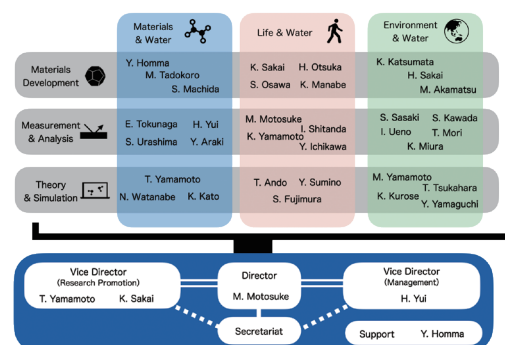 Materials
& Water
Life & Water
Environment
& Water
Materials
Development
Y. Homma
M. Tadokoro
S. Machida
K. Sakai H. Otsuka
S. Osawa K. Manabe
K. Katsumata
H. Sakai
M. Akamatsu
Measurement
& Analysis
E. Tokunaga H. Yui
S. Urashima Y. Araki
M. Motosuke
I. Shitanda
K. Yamamoto
Y. Ichikawa
S. Sasaki S. Kawada
I. Ueno T. Mori
K. Miura
Theory
& Simulation
T. Yamamoto
N. Watanabe K. Kato
T. Ando Y. Sumino
S. Fujimura
M. Yamamoto
T. Tsukahara
K. Kurose
Y. Yamaguchi
Vice Director
(Research Promotion)
T. Yamamoto K. Sakai
Director
M. Motosuke
Vice Director
(Management)
H. Yui
Secretariat
Support Y. Homma